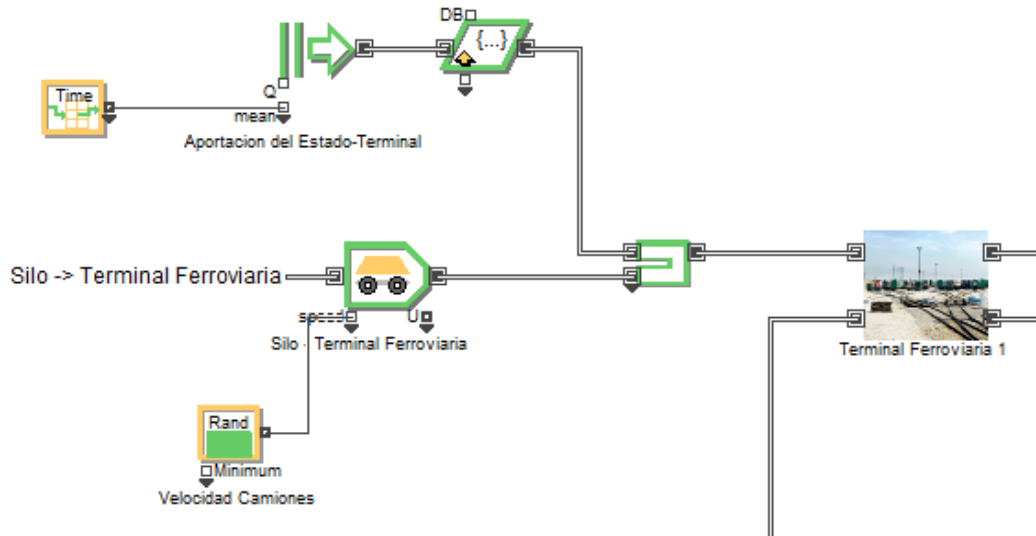 DB
{...}
Time
Q
mean
Aportacion del Estado-Terminal
Silo -> Terminal Ferroviaria
speed
U
Silo - Terminal Ferroviaria
Terminal Ferroviaria 1
Rand
Minimum
Velocidad Camiones